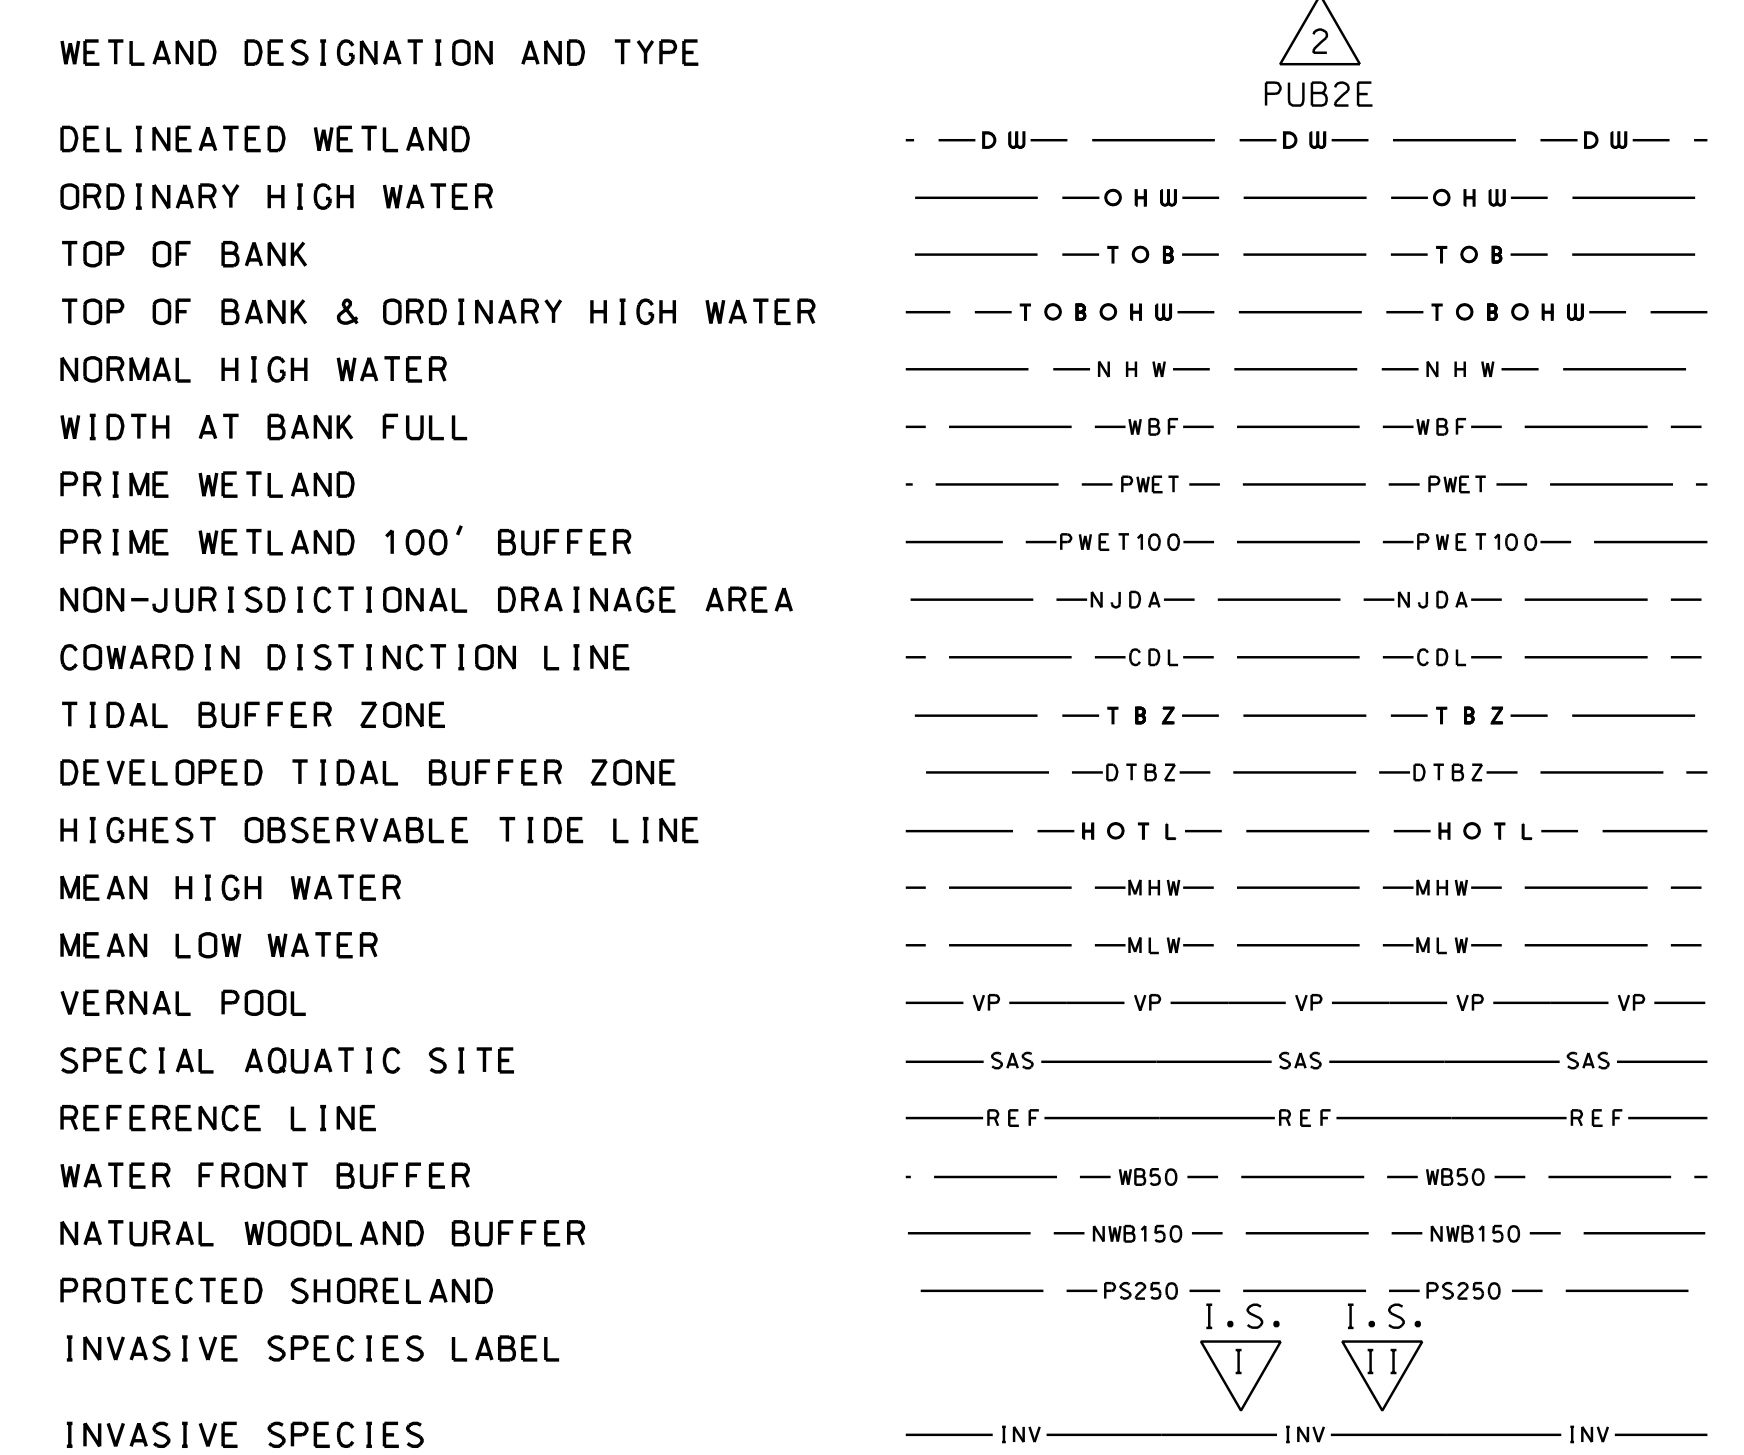 2
WETLAND DESIGNATION AND TYPE
PUB2E
DELINEATED WETLAND DW DW DW
ORDINARY HIGH WATER OHW OHW
TOP OF BANK TOB TOB
TOP OF BANK & ORDINARY HIGH WATER TOBOHW TOBOHW
NORMAL HIGH WATER NHW NHW
WIDTH AT BANK FULL WBF WBF
PRIME WETLAND PWET PWET
PRIME WETLAND 100' BUFFER PWET100 PWET100
NON-JURISDICTIONAL DRAINAGE AREA NJDA NJDA
COWARDIN DISTINCTION LINE CDL CDL
TIDAL BUFFER ZONE TBZ TBZ
DEVELOPED TIDAL BUFFER ZONE DTBZ DTBZ
HIGHEST OBSERVABLE TIDE LINE HOTL HOTL
MEAN HIGH WATER MHW MHW
MEAN LOW WATER MLW MLW
VERNAL POOL VP VP VP VP VP
SPECIAL AQUATIC SITE SAS SAS SAS
REFERENCE LINE REF REF REF
WATER FRONT BUFFER WB50 WB50
NATURAL WOODLAND BUFFER NWB150 NWB150
PROTECTED SHORELAND PS250 PS250
I.S. I.S.
INVASIVE SPECIES LABEL I II
INVASIVE SPECIES INV INV INV